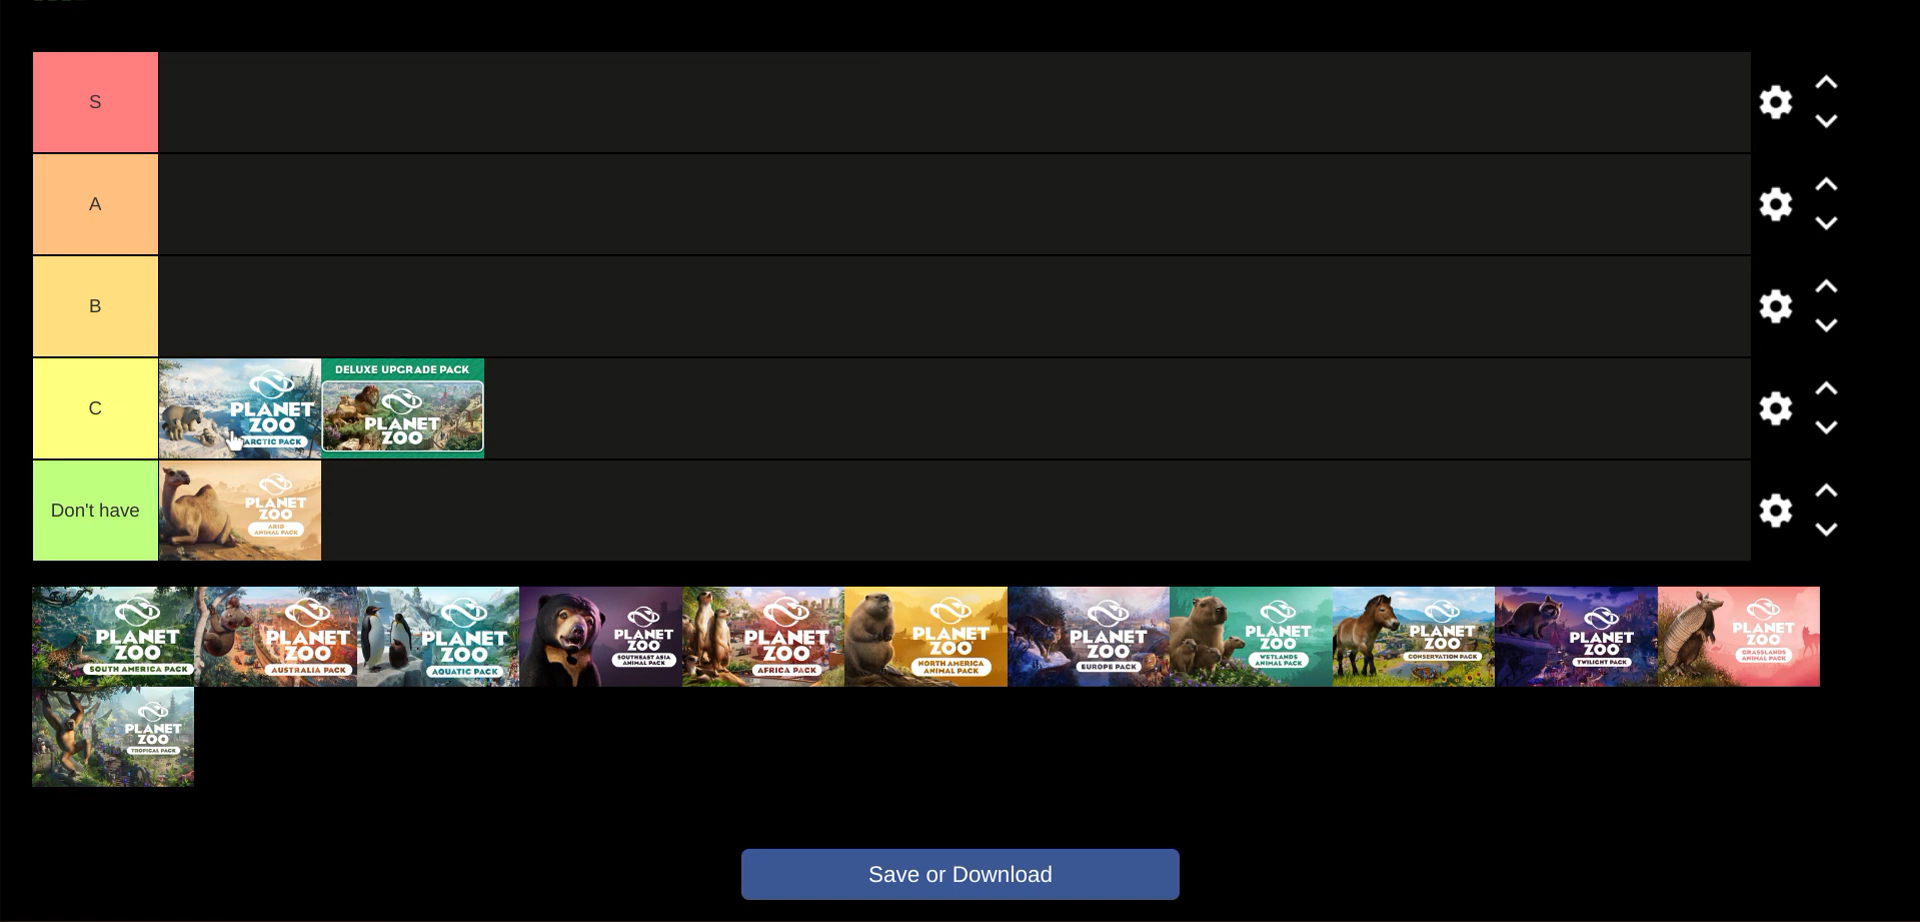 S
A
B
C
PLANET
ZOO
ARCTIC PACK
DELUXE UPGRADE PACK
PLANET
ZOO
Don't have
PLANET
ZOO
ARID
ANIMAL PACK
PLANET
ZOO
SOUTH AMERICA PACK
PLANET
ZOO
AUSTRALIA PACK
PLANET
ZOO
AQUATIC PACK
PLANET
ZOO
SOUTHEAST ASIA
ANIMAL PACK
PLANET
ZOO
AFRICA PACK
PLANET
ZOO
NORTH AMERICA
ANIMAL PACK
PLANET
ZOO
EUROPE PACK
PLANET
ZOO
WETLANDS
ANIMAL PACK
PLANET
ZOO
CONSERVATION PACK
PLANET
ZOO
TWILIGHT PACK
PLANET
ZOO
GRASSLANDS
ANIMAL PACK
PLANET
ZOO
TROPICAL PACK
Save or Download